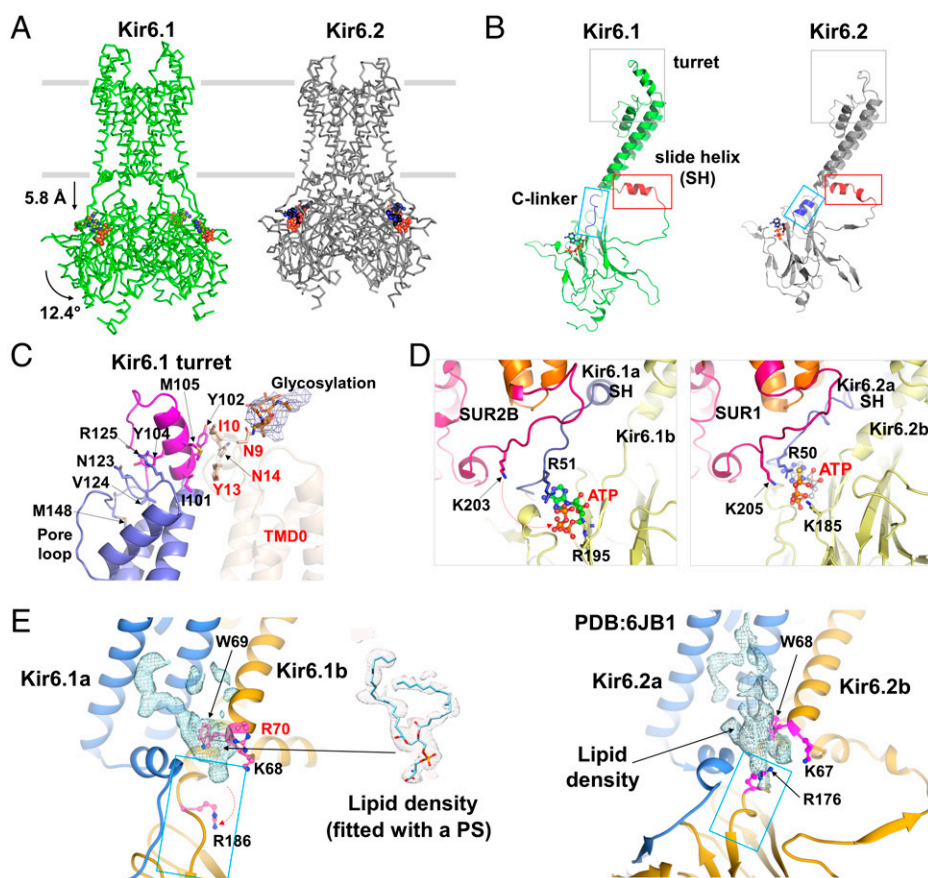 A
Kir6.1
Kir6.2
5.8 Å
12.4°
B
Kir6.1
Kir6.2
turret
slide helix
(SH)
C-linker
C
Kir6.1 turret
M105
Y102
Glycosylation
R125
Y104
I10
N9
N123
V124
N14
Y13
I101
M148
Pore
loop
TMD0
D
Kir6.1a
SH
SUR2B
Kir6.1b
R51
ATP
K203
R195
Kir6.2a
SH
SUR1
Kir6.2b
R50
ATP
K205
K185
E
W69
Kir6.1a
Kir6.1b
R70
K68
R186
Lipid density
(fitted with a PS)
PDB:6JB1
W68
Kir6.2a
Kir6.2b
Lipid
density
K67
R176